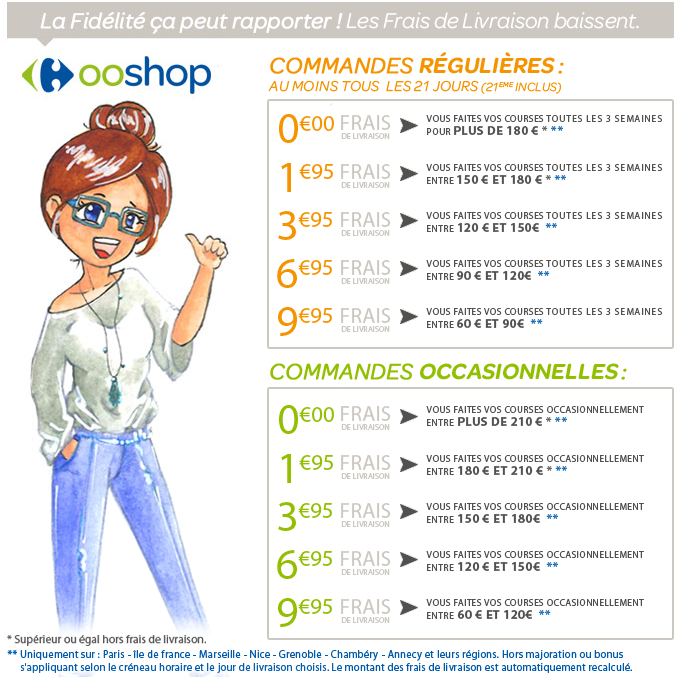 La Fidélité ça peut rapporter ! Les Frais de Livraison baissent.
ooshop
COMMANDES RÉGULIÈRES :
AU MOINS TOUS LES 21 JOURS (21EME INCLUS)
0€00 FRAIS DE LIVRAISON
VOUS FAITES VOS COURSES TOUTES LES 3 SEMAINES
POUR PLUS DE 180 € * **
1€95 FRAIS DE LIVRAISON
VOUS FAITES VOS COURSES TOUTES LES 3 SEMAINES
ENTRE 150 € ET 180 € * **
3€95 FRAIS DE LIVRAISON
VOUS FAITES VOS COURSES TOUTES LES 3 SEMAINES
ENTRE 120 € ET 150€ **
6€95 FRAIS DE LIVRAISON
VOUS FAITES VOS COURSES TOUTES LES 3 SEMAINES
ENTRE 90 € ET 120€ **
9€95 FRAIS DE LIVRAISON
VOUS FAITES VOS COURSES TOUTES LES 3 SEMAINES
ENTRE 60 € ET 90€ **
COMMANDES OCCASIONNELLES :
0€00 FRAIS DE LIVRAISON
VOUS FAITES VOS COURSES OCCASIONNELLEMENT
ENTRE PLUS DE 210 € * **
1€95 FRAIS DE LIVRAISON
VOUS FAITES VOS COURSES OCCASIONNELLEMENT
ENTRE 180 € ET 210 € * **
3€95 FRAIS DE LIVRAISON
VOUS FAITES VOS COURSES OCCASIONNELLEMENT
ENTRE 150 € ET 180€ **
6€95 FRAIS DE LIVRAISON
VOUS FAITES VOS COURSES OCCASIONNELLEMENT
ENTRE 120 € ET 150€ **
9€95 FRAIS DE LIVRAISON
VOUS FAITES VOS COURSES OCCASIONNELLEMENT
ENTRE 60 € ET 120€ **
* Supérieur ou égal hors frais de livraison.
** Uniquement sur : Paris - Ile de france - Marseille - Nice - Grenoble - Chambéry - Annecy et leurs régions. Hors majoration ou bonus
s'appliquant selon le créneau horaire et le jour de livraison choisis. Le montant des frais de livraison est automatiquement recalculé.